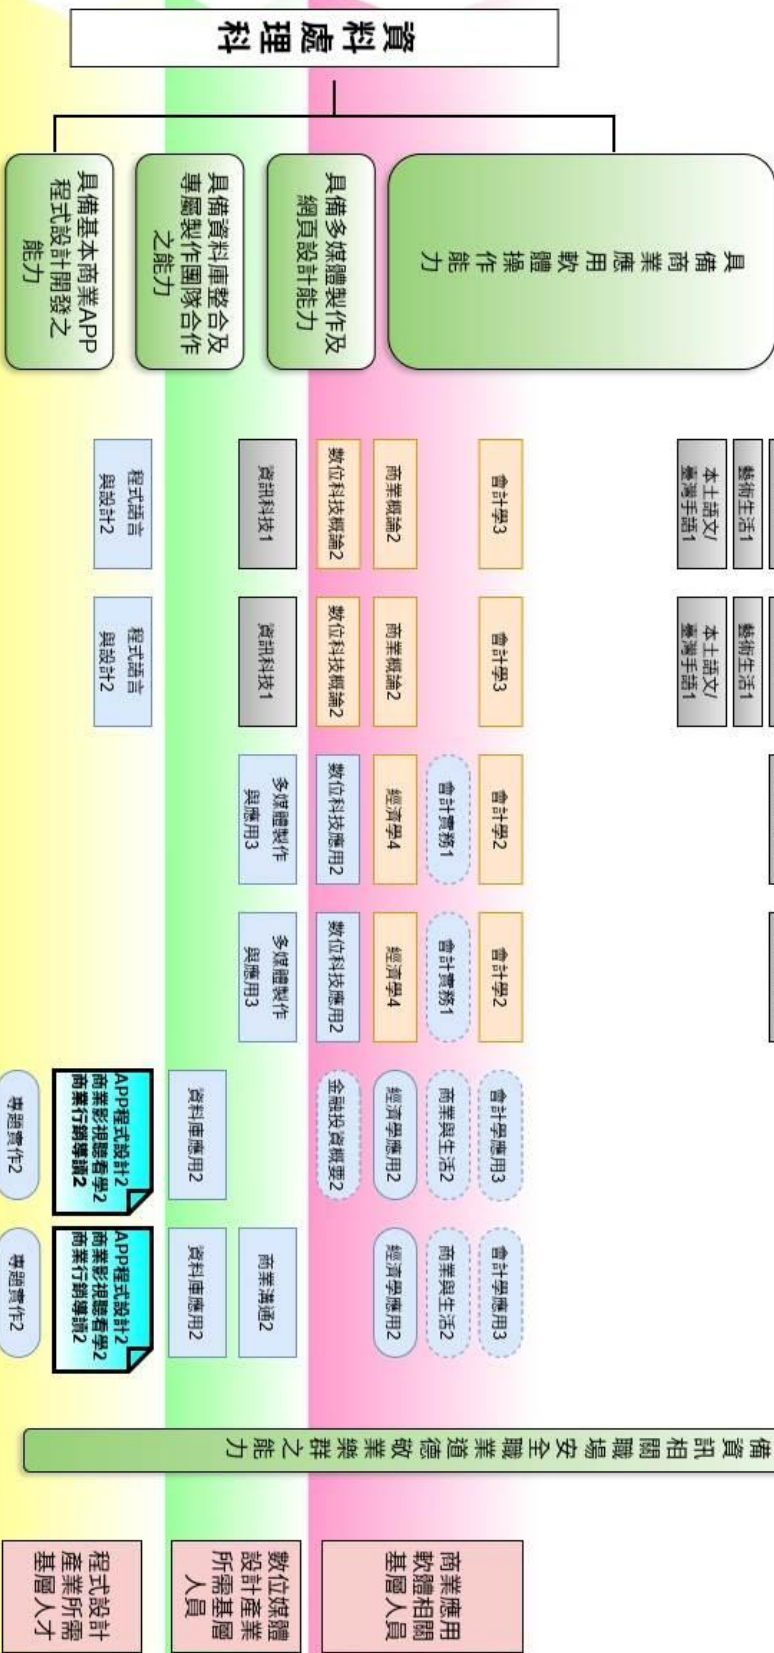 資料處理
科
具備商業應用軟體操作能力
具備多媒體製作及
網頁設計能力
具備資料庫整合及
專屬製作團隊合作
之能力
具備基本商業APP
程式設計開發之
能力
藝術生活1
本土語文/
臺灣手語1
會計學3
商業概論2
數位科技概論2
資訊科技1
程式語言
與設計2
藝術生活1
本土語文/
臺灣手語1
會計學3
商業概論2
數位科技概論2
資訊科技1
程式語言
與設計2
會計學2
會計實務1
經濟學4
數位科技應用2
多媒體製作
與應用3
會計學2
會計實務1
經濟學4
數位科技應用2
多媒體製作
與應用3
會計學應用3
商業與生活2
經濟學應用2
金融投資概要2
資料庫應用2
APP程式設計2
商業影視聽看學2
商業行銷導讀2
專題實作2
會計學應用3
商業與生活2
經濟學應用2
商業溝通2
資料庫應用2
APP程式設計2
商業影視聽看學2
商業行銷導讀2
專題實作2
備資訊相關職場安全職業道德敬業樂群之能力
商業應用
軟體相關
基層人員
數位媒體
設計產業
所需基層
人員
程式設計
產業所需
基層人才